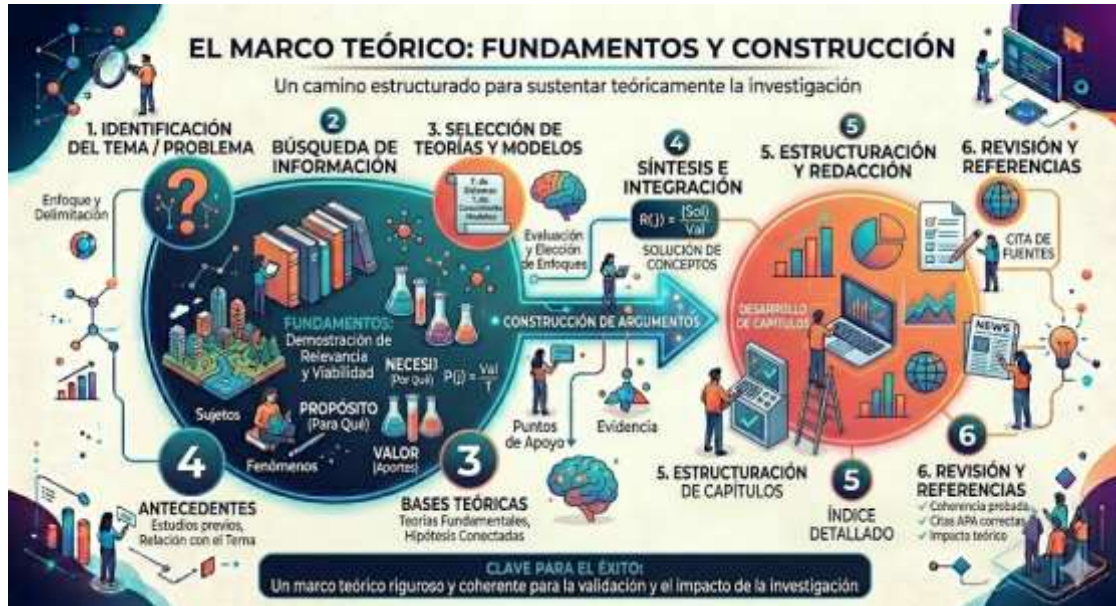 EL MARCO TEÓRICO: FUNDAMENTOS Y CONSTRUCCIÓN
Un camino estructurado para sustentar teóricamente la investigación
1. IDENTIFICACIÓN
DEL TEMA / PROBLEMA
Enfoque y
Delimitación
?
2
BÚSQUEDA DE
INFORMACIÓN
3. SELECCIÓN DE
TEORÍAS Y MODELOS
T. de
Modelos
Evaluación
y Elección
de Enfoques
4
SÍNTESIS E
INTEGRACIÓN
R(j) = |Sol)
Val
SOLUCIÓN DE
CONCEPTOS
5
5. ESTRUCTURACIÓN
Y REDACCIÓN
6. REVISIÓN Y
REFERENCIAS
CITA DE
FUENTES
FUNDAMENTOS:
Demostración de
Relevancia
y Viabilidad
NECESI)
(Por Qué)
P(j) = Val
T
Sujetos
PROPÓSITO
(Para Qué)
Fenómenos
VALOR
(Aportes)
CONSTRUCCIÓN DE ARGUMENTOS
Puntos
de Apoyo
Evidencia
DESARROLLO
DE CAPÍTULOS
NEWS
4
ANTECEDENTES
Estudios previos,
Relación con el Tema
3
BASES TEÓRICAS
Teorías Fundamentales,
Hipótesis Conectadas
5. ESTRUCTURACIÓN
DE CAPÍTULOS
5
ÍNDICE
DETALLADO
6
6. REVISIÓN Y
REFERENCIAS
✓ Coherencia probada
✓ Citas APA correctas
✓ Impacto teórico
CLAVE PARA EL ÉXITO:
Un marco teórico riguroso y coherente para la validación y el impacto de la investigación